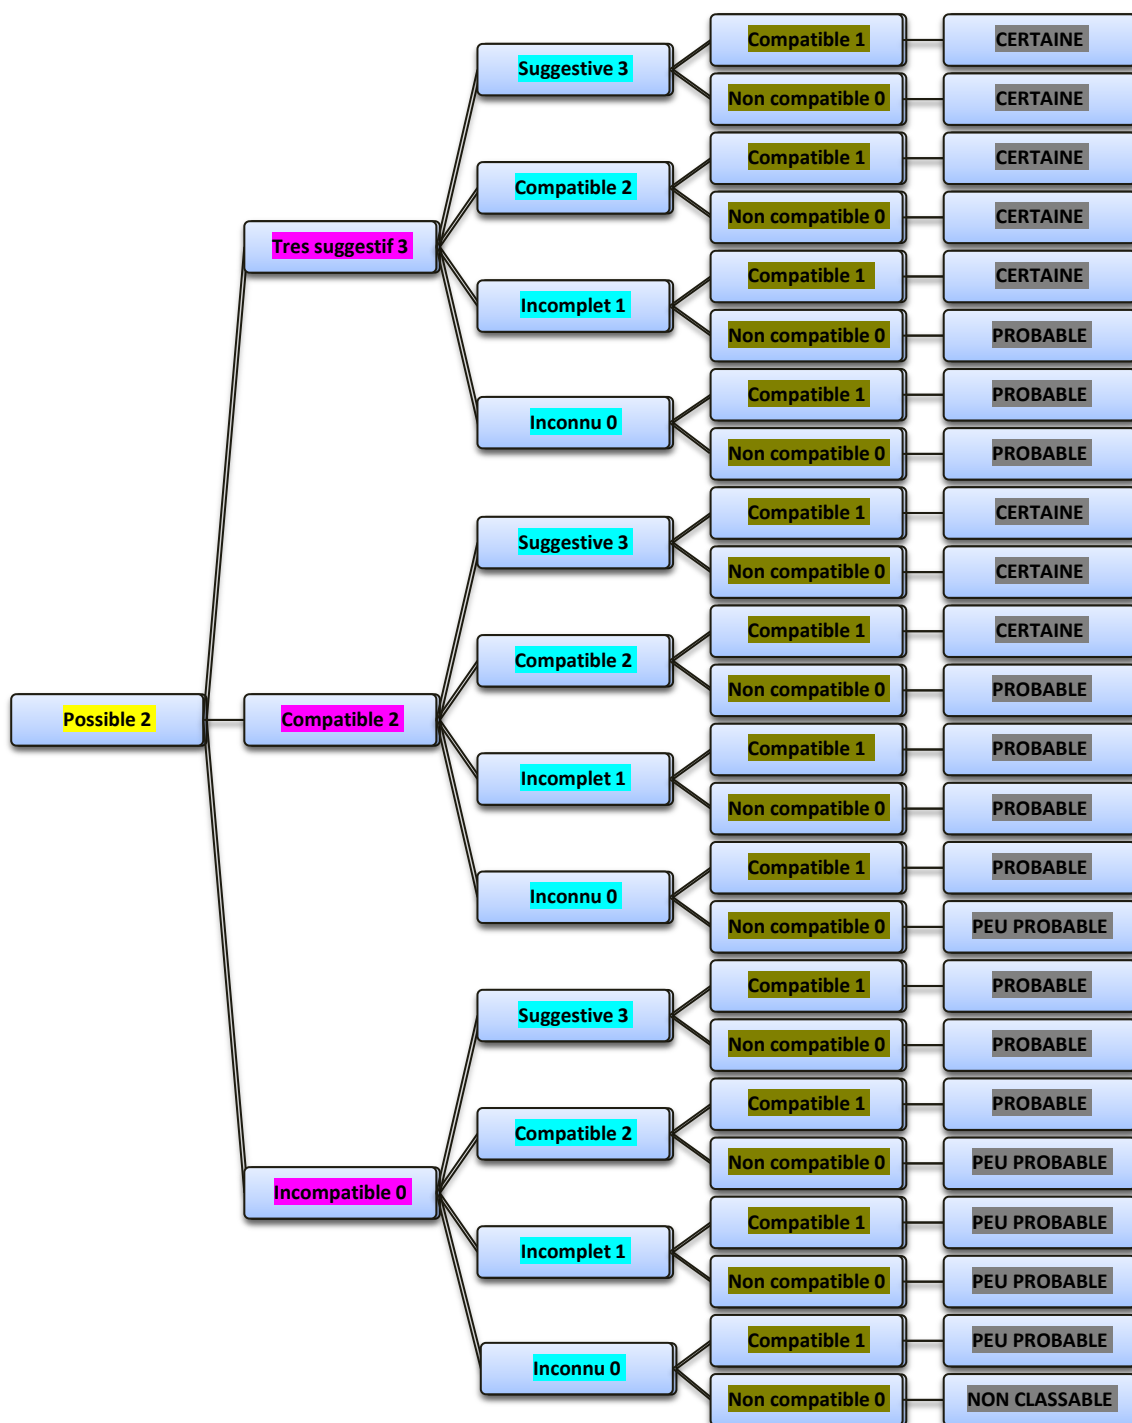 Compatible 1
CERTAINE
Suggestive 3
Non compatible 0
CERTAINE
Compatible 1
CERTAINE
Compatible 2
Non compatible 0
CERTAINE
Tres suggestif 3
Compatible 1
CERTAINE
Incomplet 1
Non compatible 0
PROBABLE
Compatible 1
PROBABLE
Inconnu 0
Non compatible 0
PROBABLE
Compatible 1
CERTAINE
Suggestive 3
Non compatible 0
CERTAINE
Compatible 1
CERTAINE
Compatible 2
Non compatible 0
PROBABLE
Possible 2
Compatible 2
Compatible 1
PROBABLE
Incomplet 1
Non compatible 0
PROBABLE
Compatible 1
PROBABLE
Inconnu 0
Non compatible 0
PEU PROBABLE
Compatible 1
PROBABLE
Suggestive 3
Non compatible 0
PROBABLE
Compatible 1
PROBABLE
Compatible 2
Non compatible 0
PEU PROBABLE
Incompatible 0
Compatible 1
PEU PROBABLE
Incomplet 1
Non compatible 0
PEU PROBABLE
Compatible 1
PEU PROBABLE
Inconnu 0
Non compatible 0
NON CLASSABLE